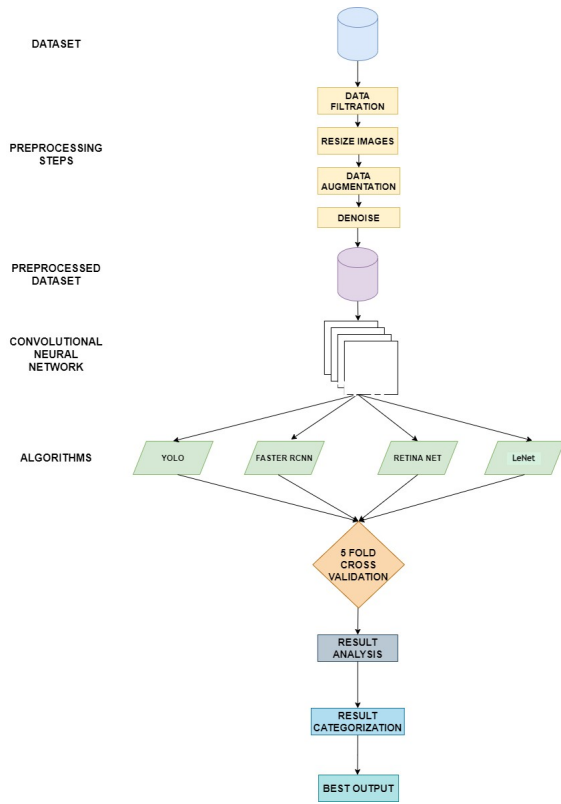 DATASET
DATA
FILTRATION
PREPROCESSING
STEPS
RESIZE IMAGES
DATA
AUGMENTATION
DENOISE
PREPROCESSED
DATASET
CONVOLUTIONAL
NEURAL
NETWORK
ALGORITHMS
YOLO
FASTER RCNN
RETINA NET
LeNet
5 FOLD
CROSS
VALIDATION
RESULT
ANALYSIS
RESULT
CATEGORIZATION
BEST OUTPUT